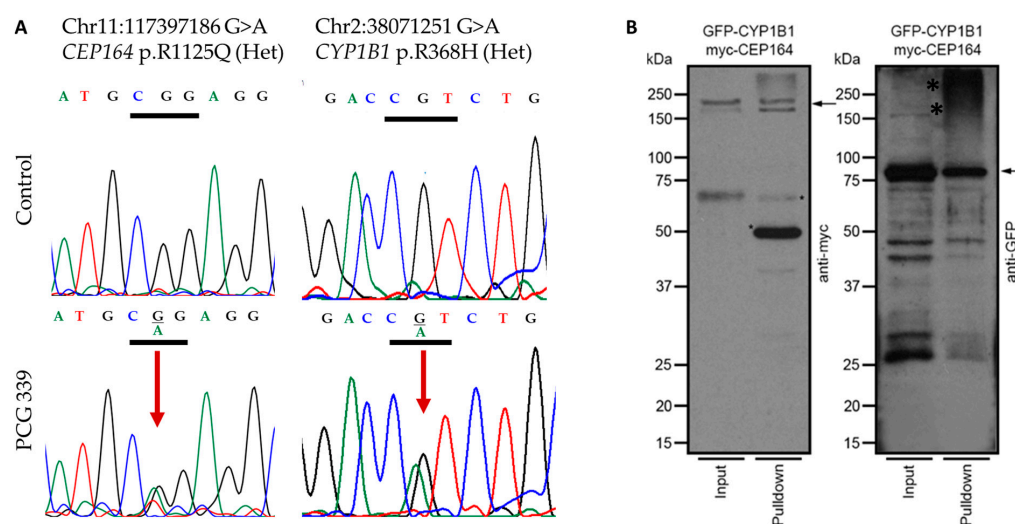 A
Chr11:117397186 G>A
CEP164 p.R1125Q (Het)
Chr2:38071251 G>A
CYP1B1 p.R368H (Het)
A T G C G G A G G
G A C C G T C T G
Control
A T G C G G A G G
A
G A C C G T C T G
A
PCG 339
B
GFP-CYP1B1
myc-CEP164
kDa
250
150
100
75
50
37
25
20
15
*
*
anti-myc
Input
Pulldown
GFP-CYP1B1
myc-CEP164
kDa
250
150
100
75
50
37
25
20
15
*
*
anti-GFP
Input
Pulldown